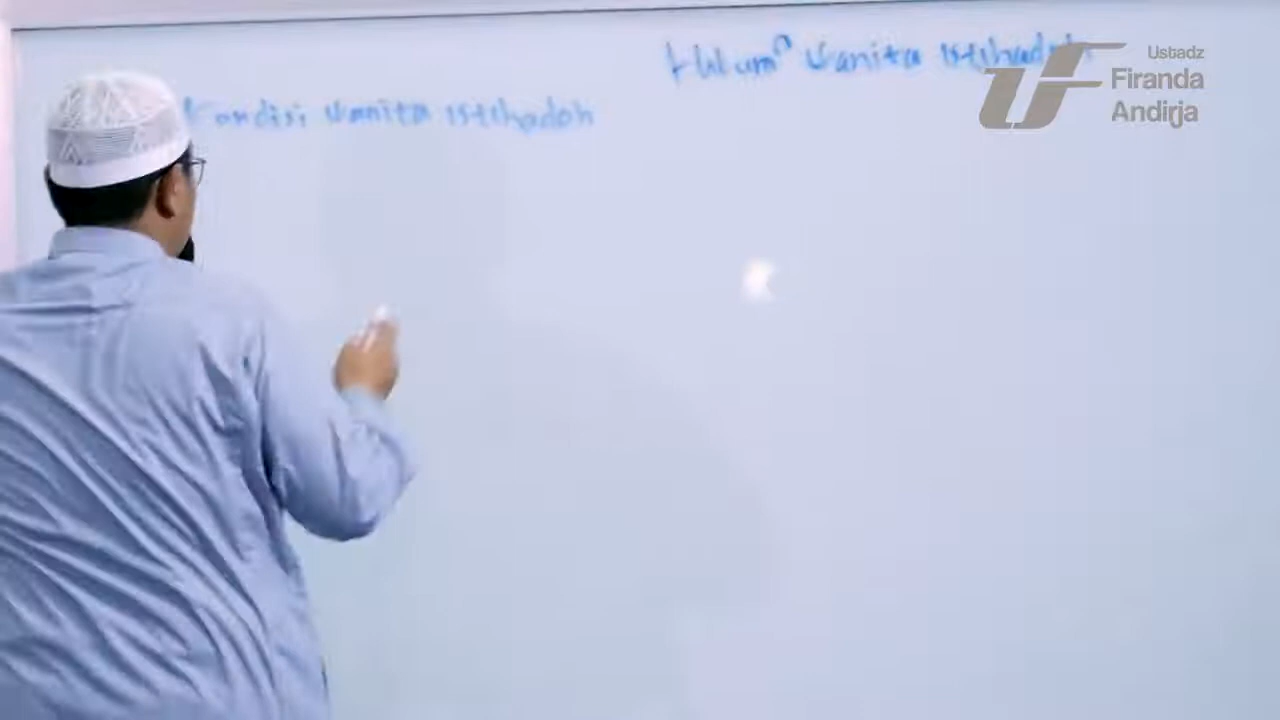 Kondisi wanita istihadoh
Hukum² wanita istihadoh
Ustadz
Firanda
Andirja